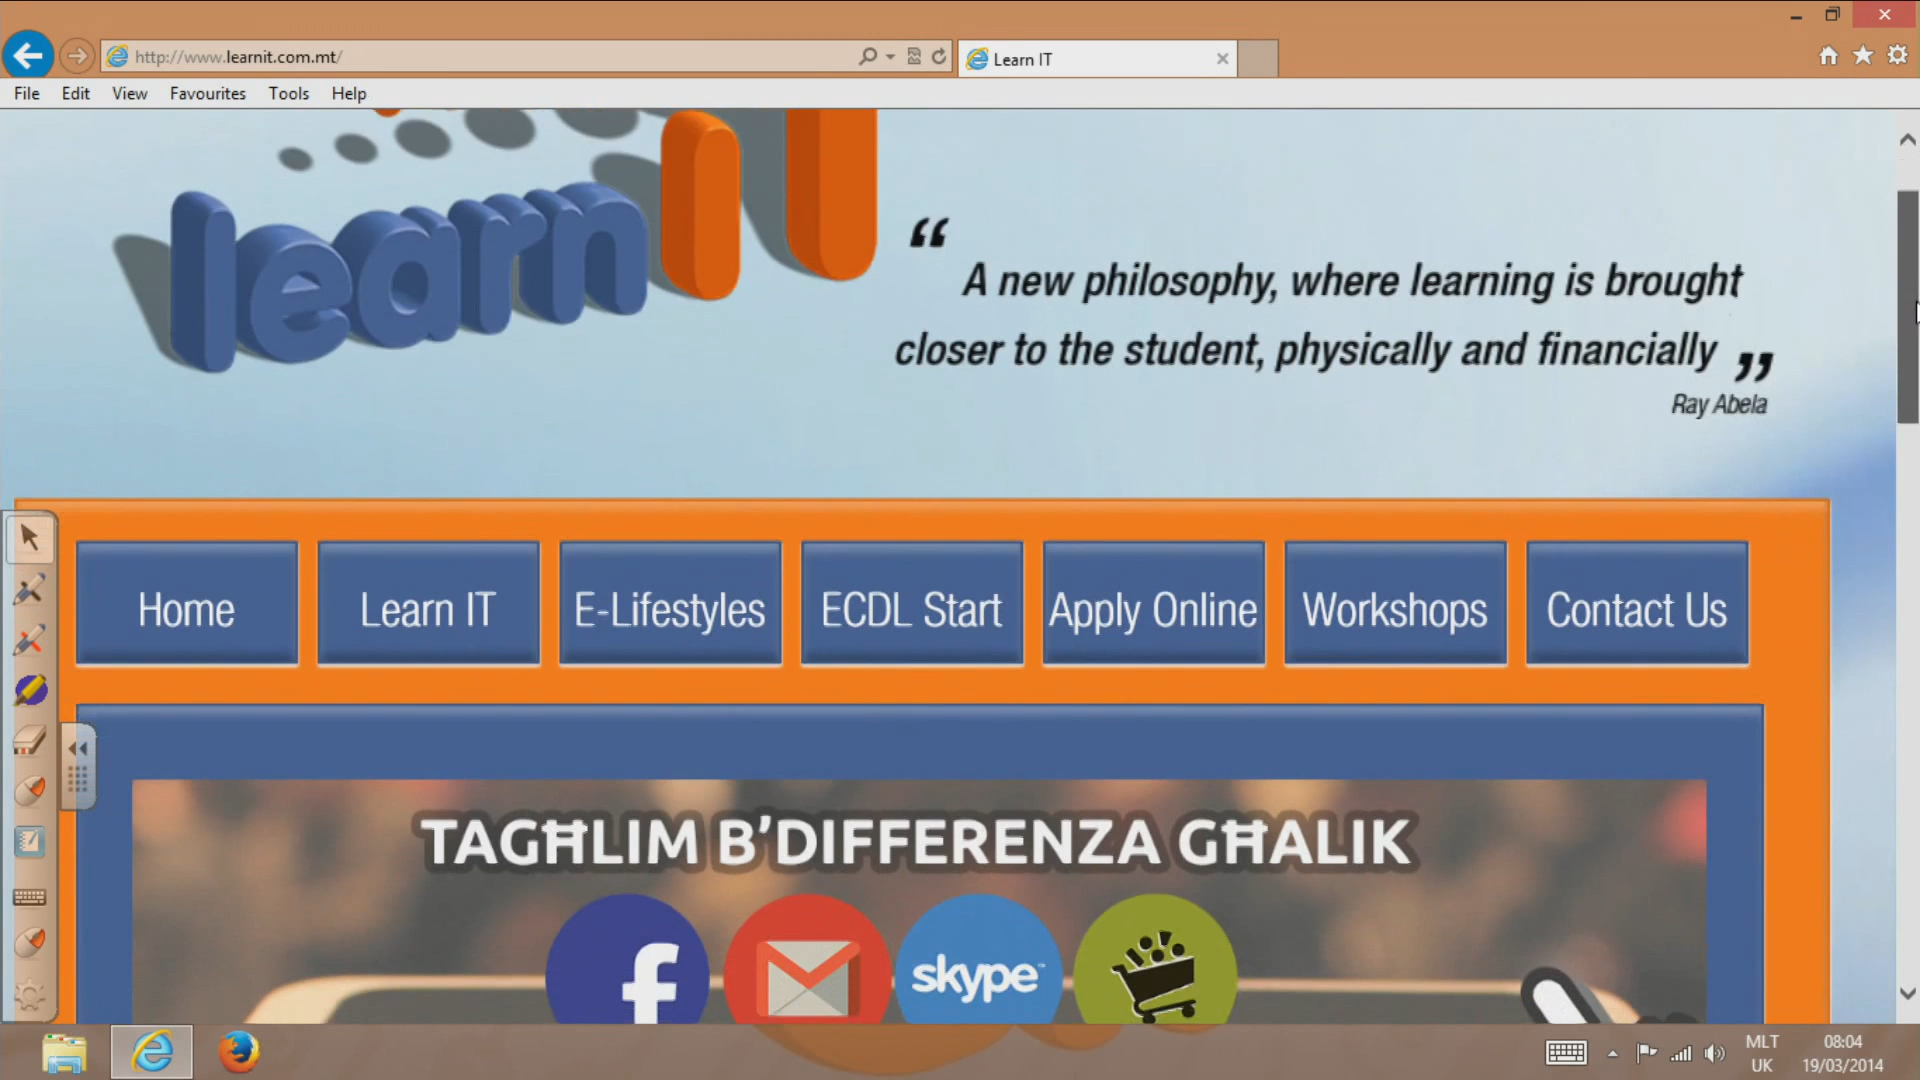 http://www.learnit.com.mt/
Learn IT
File Edit View Favourites Tools Help
learnIT
“ A new philosophy, where learning is brought
closer to the student, physically and financially ”
Ray Abela
Home Learn IT E-Lifestyles ECDL Start Apply Online Workshops Contact Us
TAGĦLIM B'DIFFERENZA GĦALIK
f skype™
MLT 08:04
UK 19/03/2014